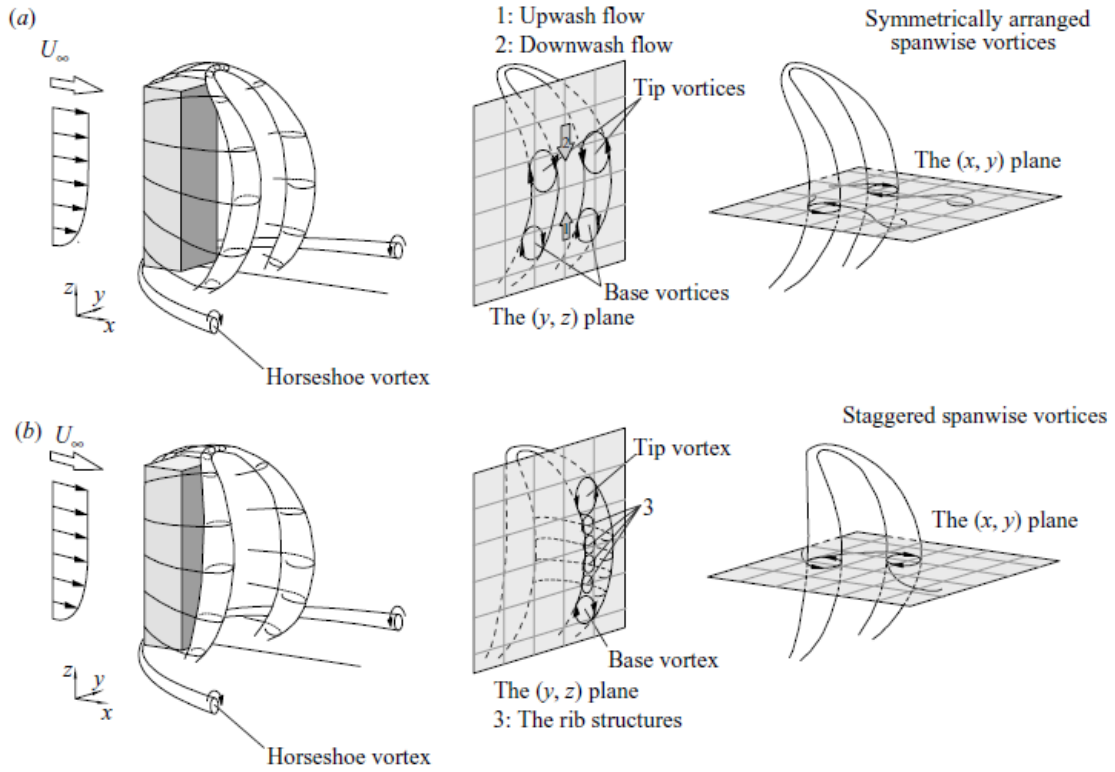 (a)
U∞
1: Upwash flow
2: Downwash flow
Symmetrically arranged
spanwise vortices
Tip vortices
The (x, y) plane
z
y
x
Base vortices
The (y, z) plane
Horseshoe vortex
(b)
U∞
Staggered spanwise vortices
Tip vortex
3
The (x, y) plane
z
y
x
Base vortex
The (y, z) plane
3: The rib structures
Horseshoe vortex